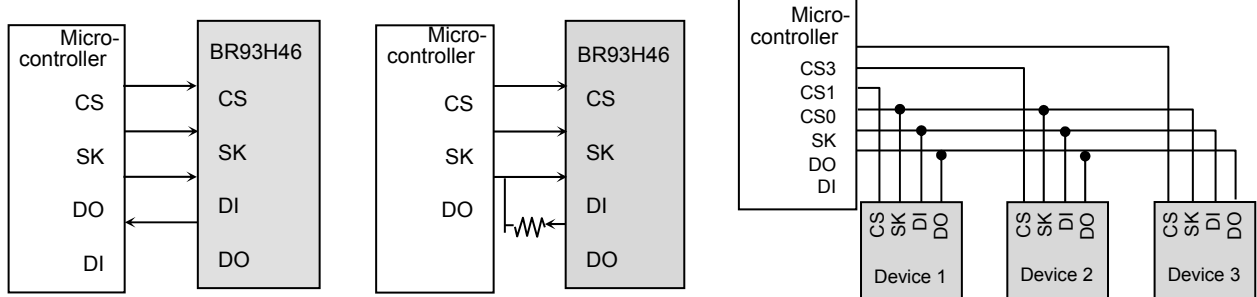 Micro-
controller
CS
SK
DO
DI
BR93H46
CS
SK
DI
DO
Micro-
controller
CS
SK
DO
BR93H46
CS
SK
DI
DO
Micro-
controller
CS3
CS1
CS0
SK
DO
DI
CS
SK
DI
DO
Device 1
CS
SK
DI
DO
Device 2
CS
SK
DI
DO
Device 3